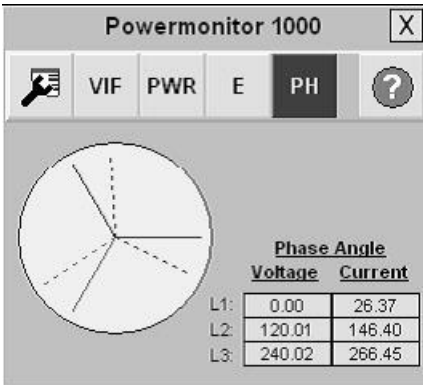 Powermonitor 1000 X
VIF PWR E PH ?
Phase Angle
Voltage Current
L1: 0.00 26.37
L2: 120.01 146.40
L3: 240.02 266.45